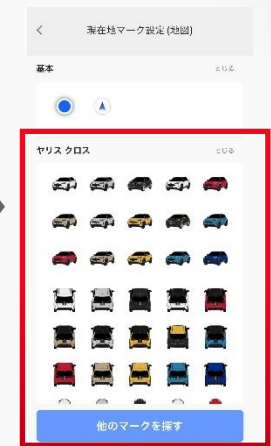 現在地マーク設定 (地図)
基本
とじる
ヤリス クロス
とじる
他のマークを探す